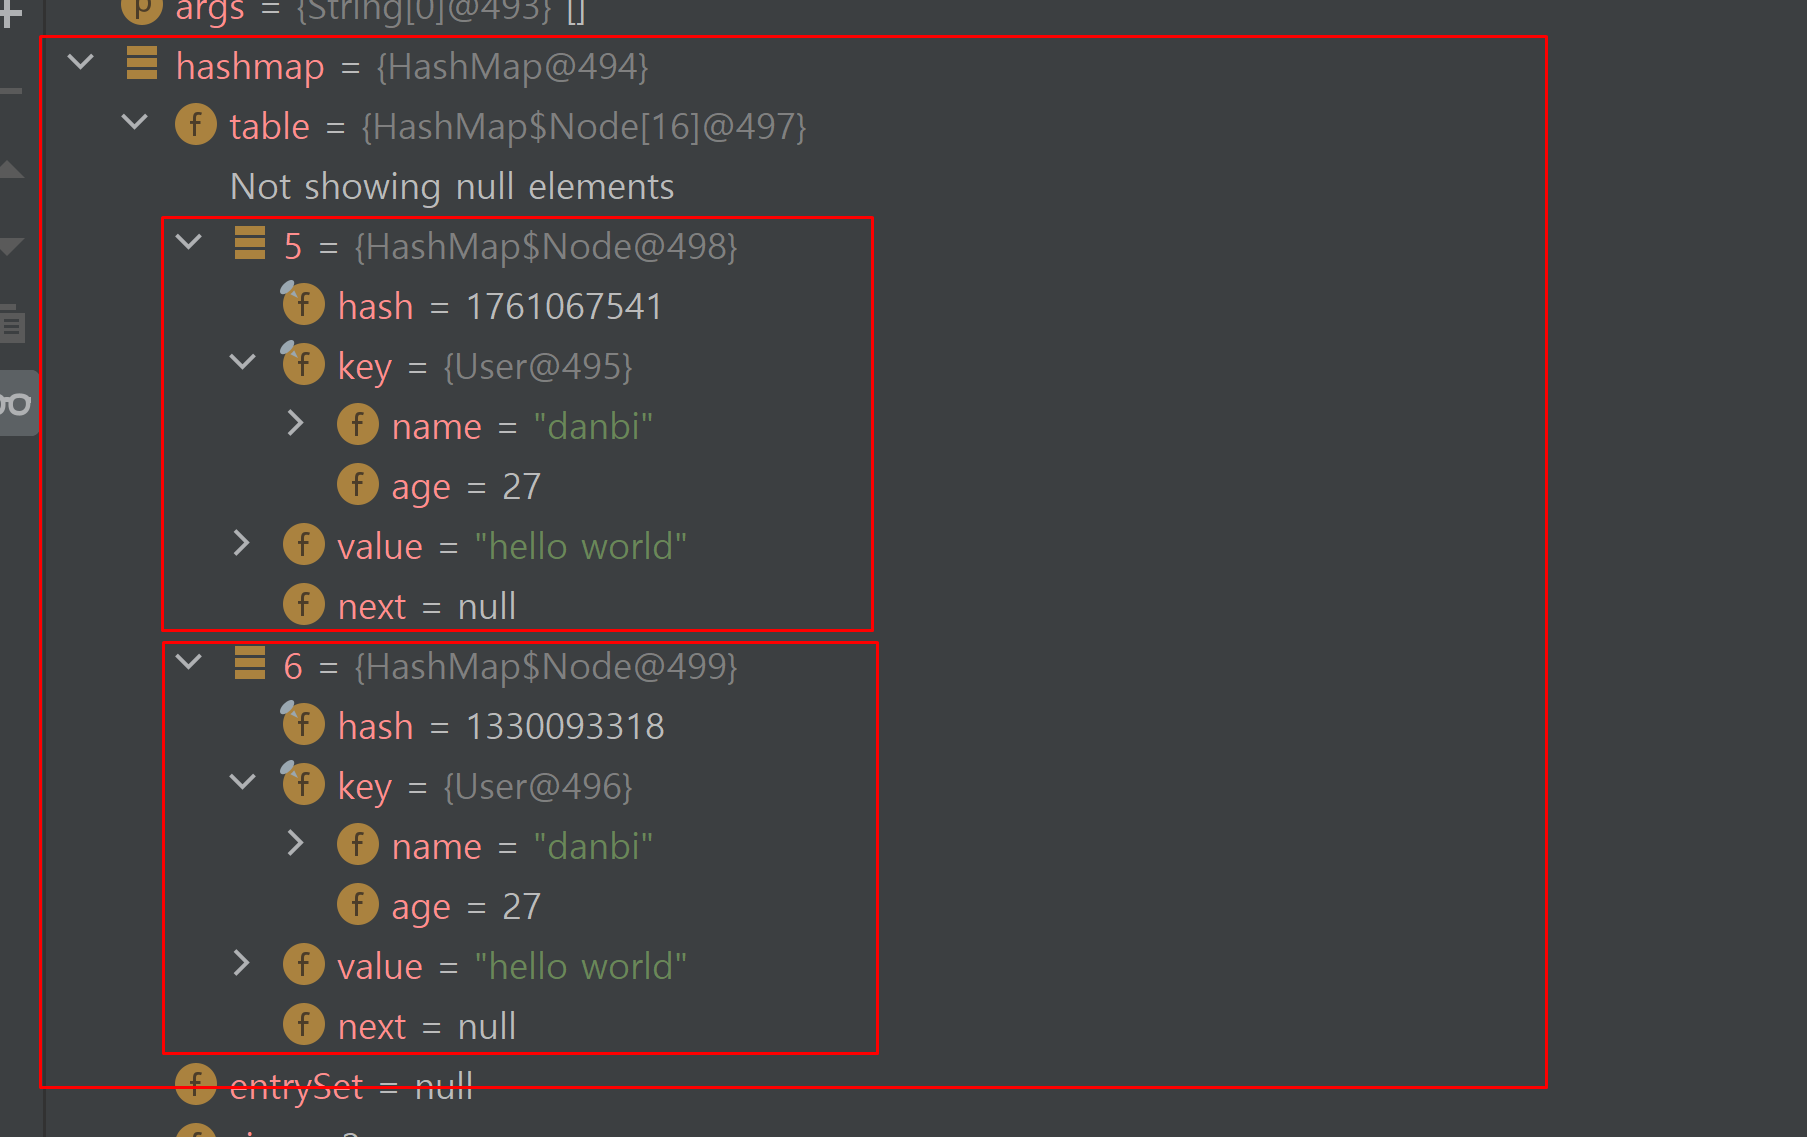 p args = {String[0]@493} []
hashmap = {HashMap@494}
f table = {HashMap$Node[16]@497}
Not showing null elements
5 = {HashMap$Node@498}
f hash = 1761067541
f key = {User@495}
f name = "danbi"
f age = 27
f value = "hello world"
f next = null
6 = {HashMap$Node@499}
f hash = 1330093318
f key = {User@496}
f name = "danbi"
f age = 27
f value = "hello world"
f next = null
f entrySet = null